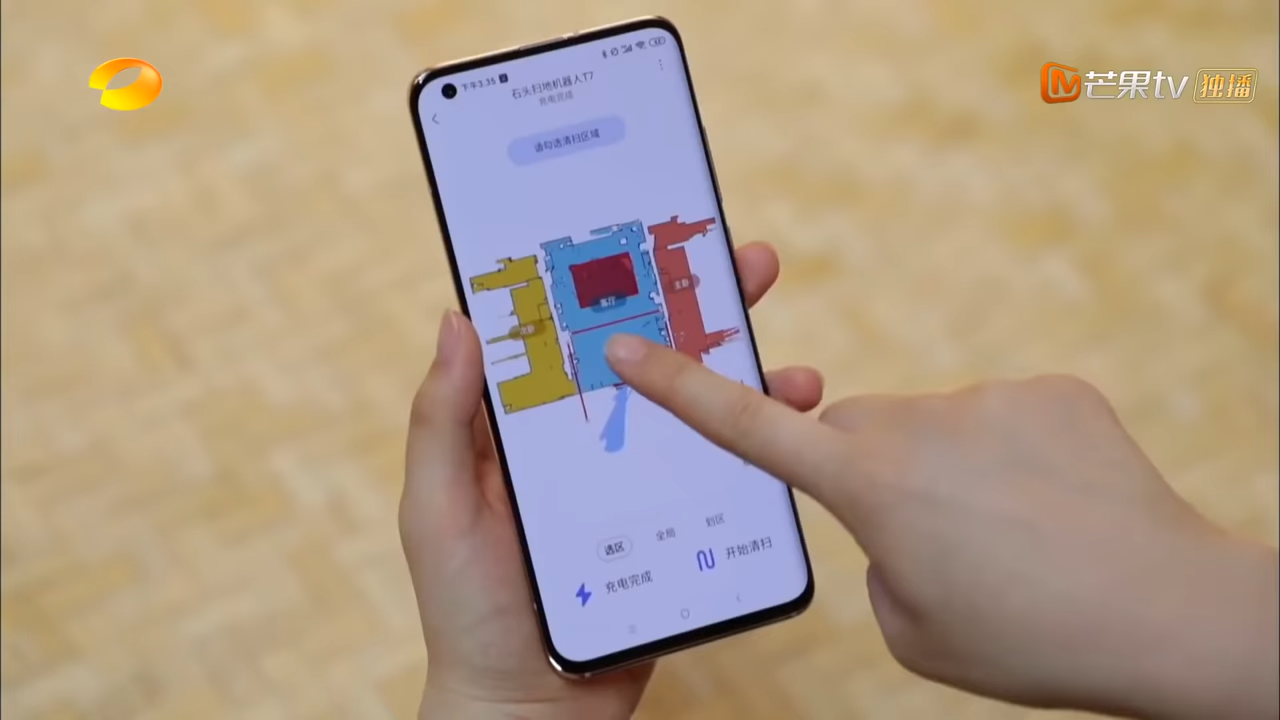 芒果tv 独播
下午3.35
石头扫地机器人T7
充电完成
请勾选清扫区域
客厅
主卧
主卧
选区 全局 划区
充电完成 开始清扫